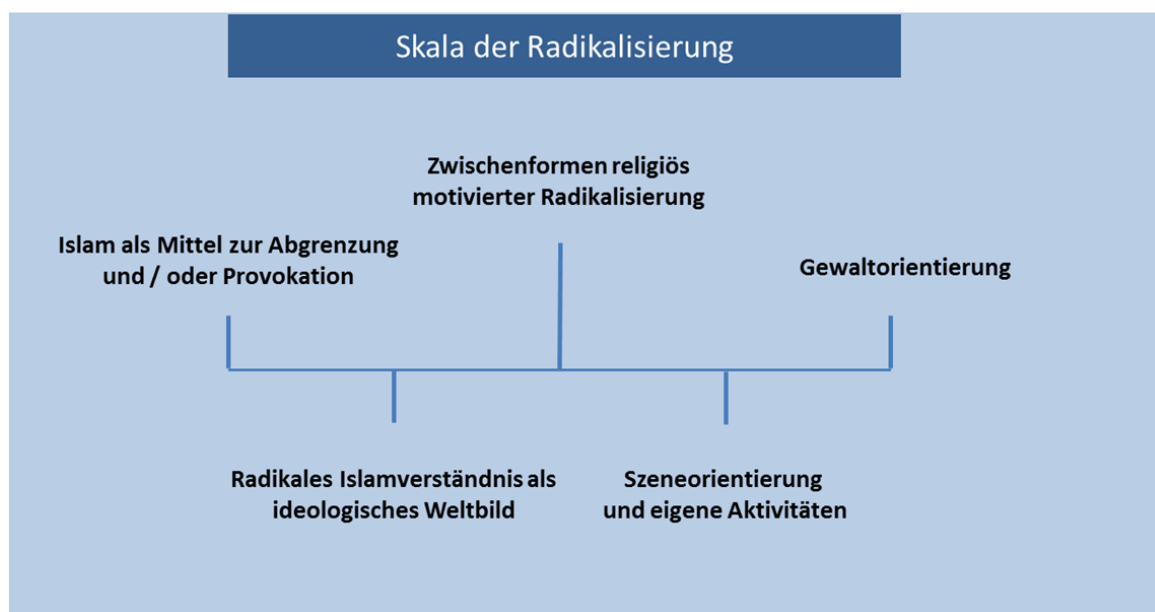 Skala der Radikalisierung
Zwischenformen religiös
motivierter Radikalisierung
Islam als Mittel zur Abgrenzung
und / oder Provokation
Gewaltorientierung
Radikales Islamverständnis als
ideologisches Weltbild
Szeneorientierung
und eigene Aktivitäten